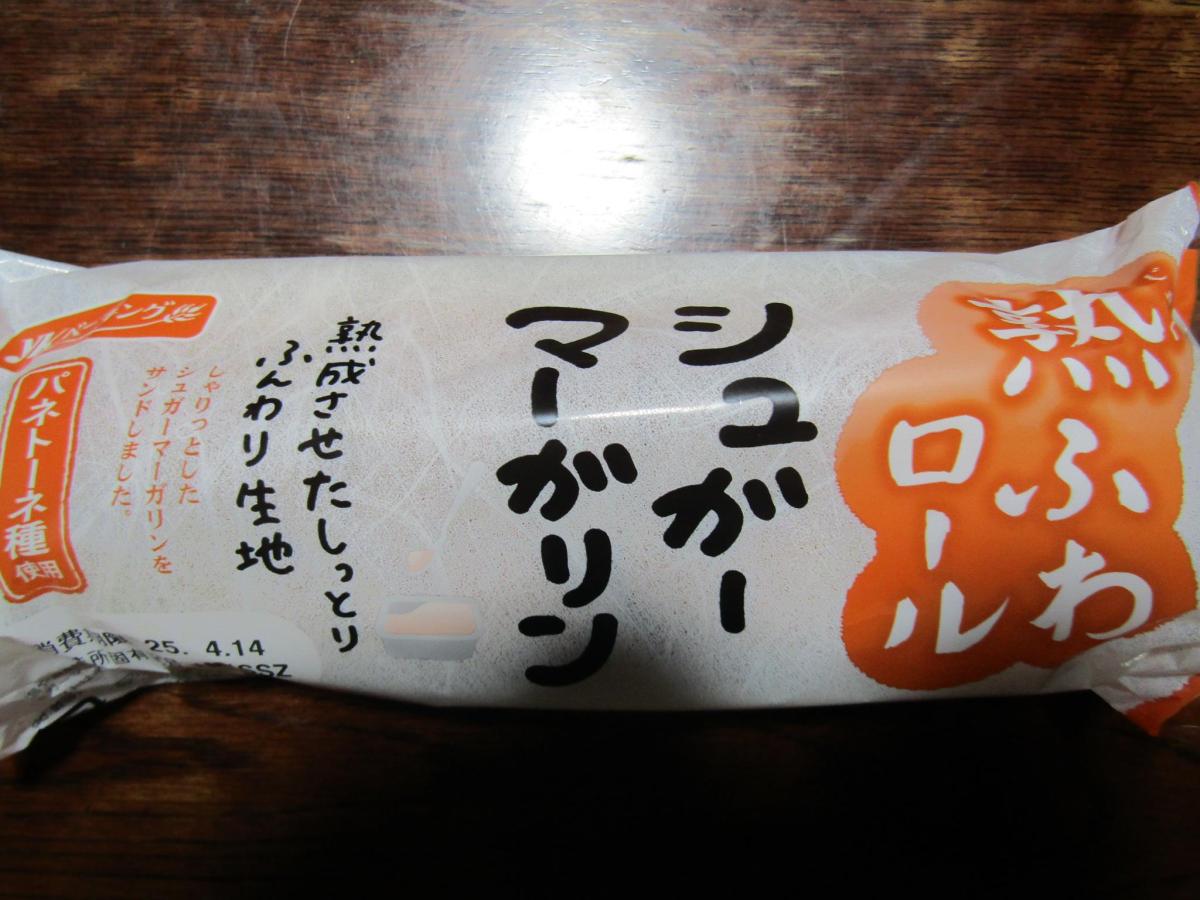 熟ふわ
ロール
シュガー
マーガリン
熟成させたしっとり
ふんわり生地
しゃりっとした
シュガーマーガリンを
サンドしました。
パネトーネ種
使用
25. 4.14